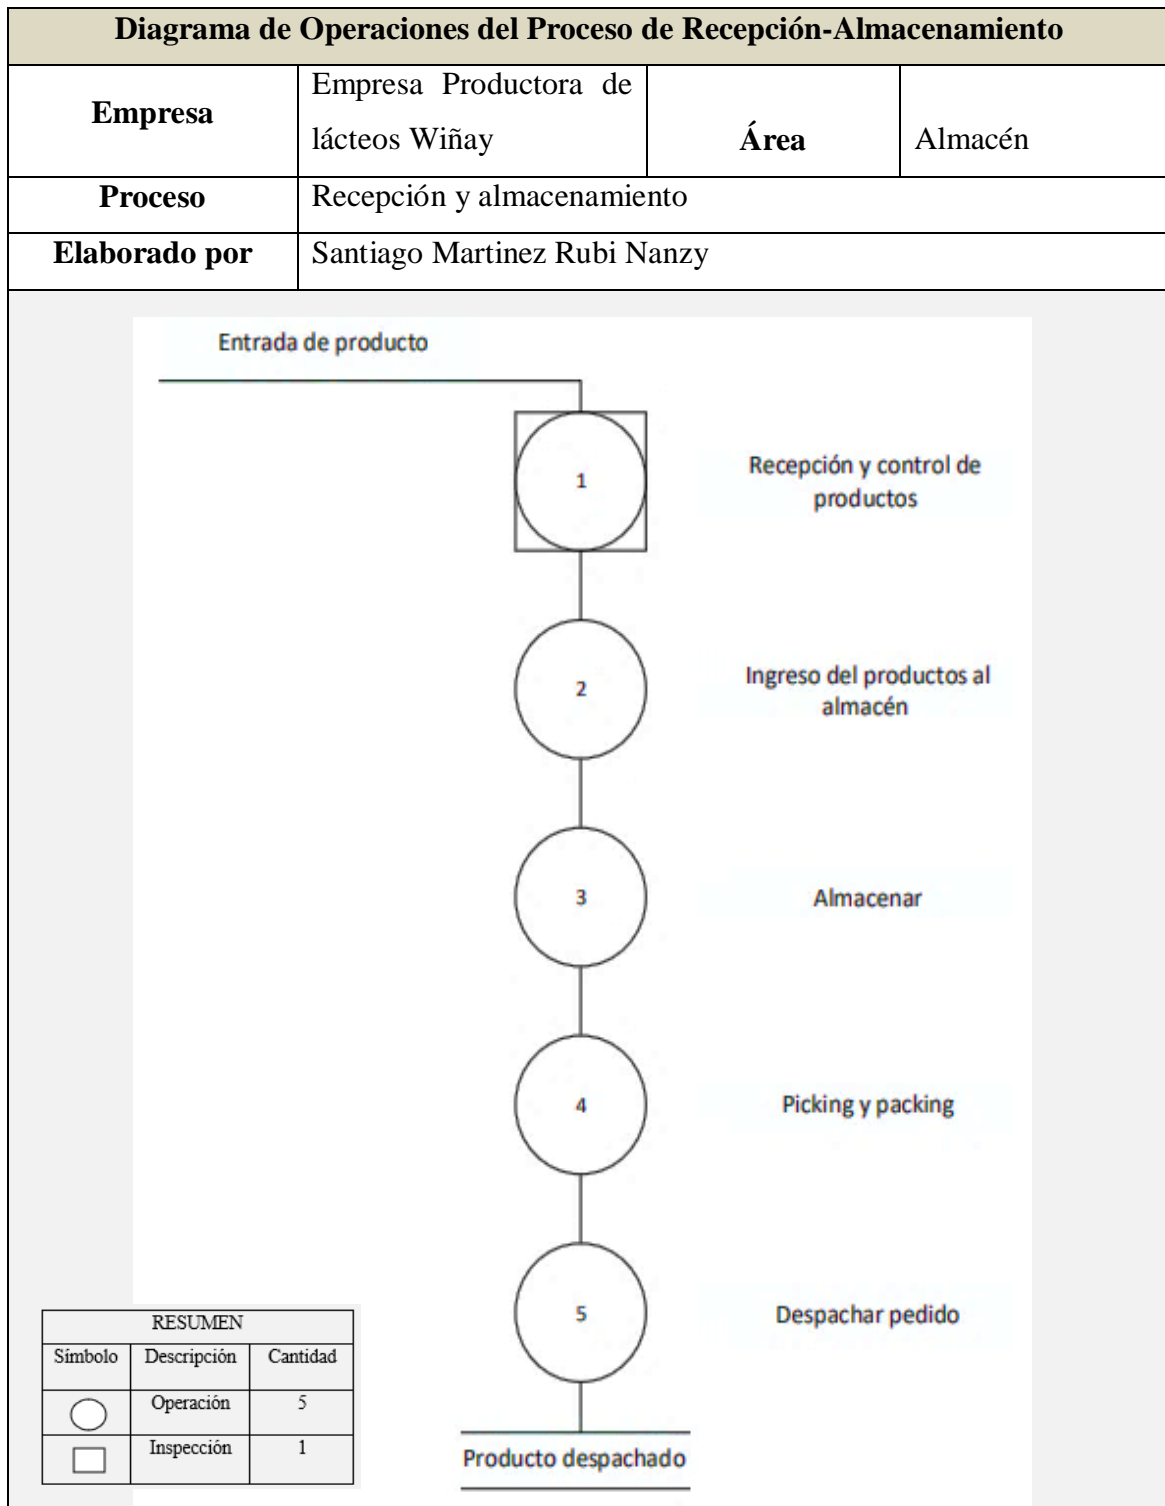 Diagrama de Operaciones del Proceso de Recepción-Almacenamiento
Empresa
Empresa Productora de
lácteos Wiñay
Área
Almacén
Proceso
Recepción y almacenamiento
Elaborado por
Santiago Martinez Rubi Nanzy
Entrada de producto
1
Recepción y control de
productos
2
Ingreso del productos al
almacén
3
Almacenar
4
Picking y packing
5
Despachar pedido
Producto despachado
RESUMEN
Símbolo Descripción Cantidad
Operación 5
Inspección 1